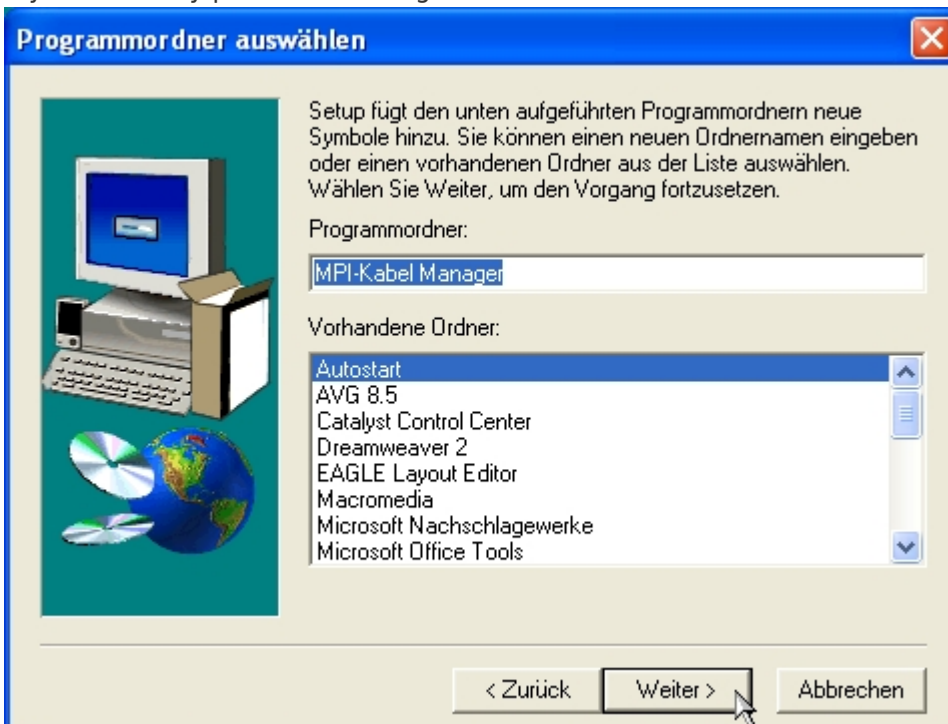 Programmordner auswählen
Setup fügt den unten aufgeführten Programmordnern neue
Symbole hinzu. Sie können einen neuen Ordnernamen eingeben
oder einen vorhandenen Ordner aus der Liste auswählen.
Wählen Sie Weiter, um den Vorgang fortzusetzen.
Programmordner:
MPI-Kabel Manager
Vorhandene Ordner:
Autostart
AVG 8.5
Catalyst Control Center
Dreamweaver 2
EAGLE Layout Editor
Macromedia
Microsoft Nachschlagewerke
Microsoft Office Tools
< Zurück Weiter > Abbrechen